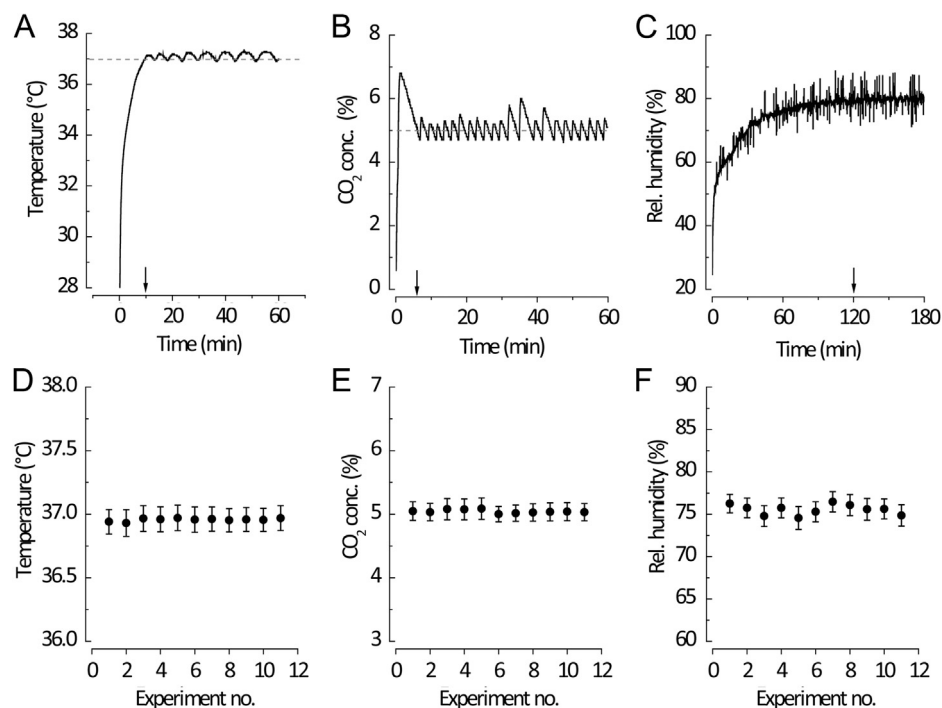 A
Temperature (°C)
40
37
34
31
30
28
0 20 40 60
Time (min)
B
CO2 conc. (%)
8
6
4
2
0
0 20 40 60
Time (min)
C
Rel. humidity (%)
100
80
60
40
20
0 60 120 180
Time (min)
D
Temperature (°C)
38.0
37.5
37.0
36.5
36.0
0 2 4 6 8 10 12
Experiment no.
E
CO2 conc. (%)
7
6
5
4
3
0 2 4 6 8 10 12
Experiment no.
F
Rel. humidity (%)
90
85
80
75
70
65
60
0 2 4 6 8 10 12
Experiment no.